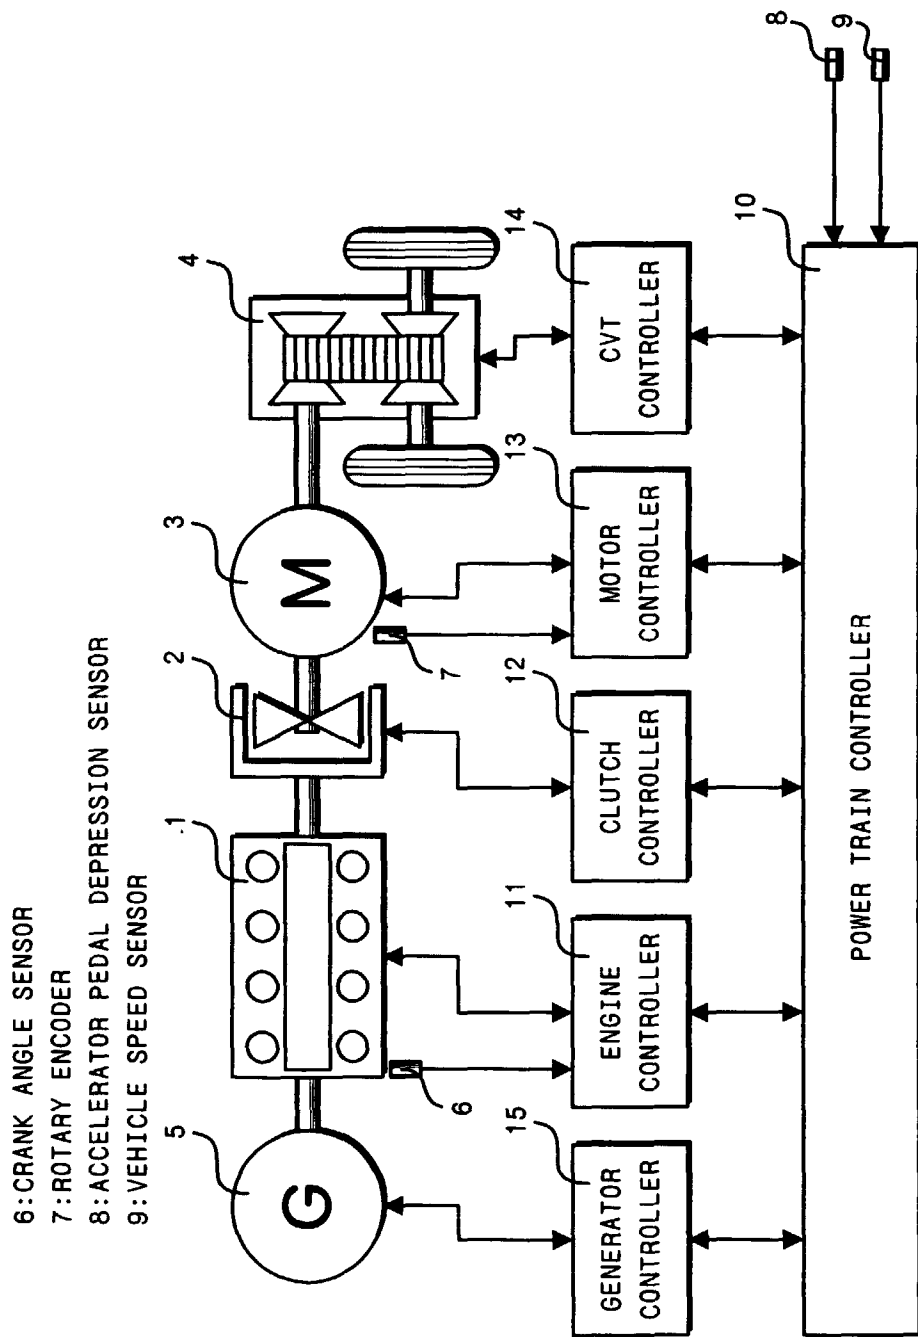 6:CRANK ANGLE SENSOR
7:ROTARY ENCODER
8:ACCELERATOR PEDAL DEPRESSION SENSOR
9:VEHICLE SPEED SENSOR
5
1
2
3
4
G
M
6
7
15
11
12
13
14
GENERATOR
CONTROLLER
ENGINE
CONTROLLER
CLUTCH
CONTROLLER
MOTOR
CONTROLLER
CVT
CONTROLLER
10
8
9
POWER TRAIN CONTROLLER